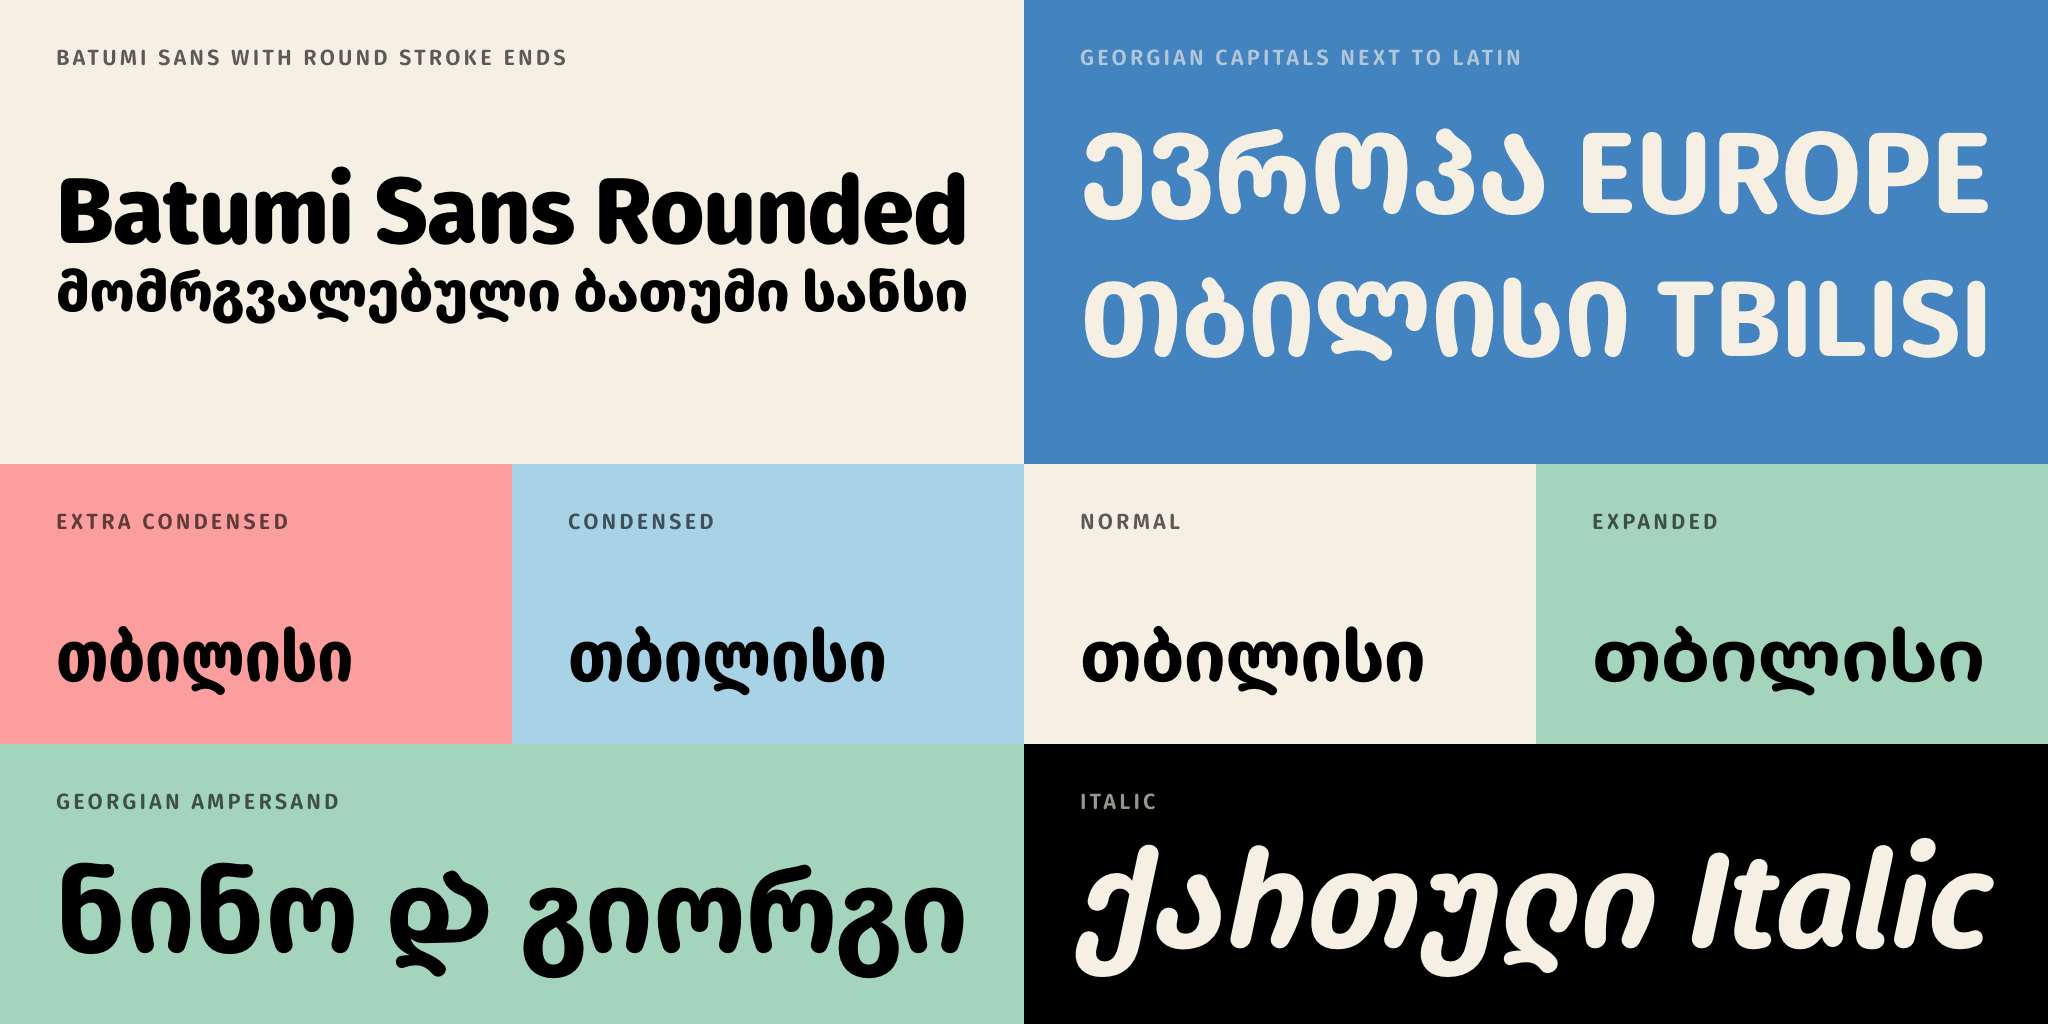 BATUMI SANS WITH ROUND STROKE ENDS
Batumi Sans Rounded
მომრგვალებული ბათუმი სანსი
GEORGIAN CAPITALS NEXT TO LATIN
ᲔᲕᲠᲝᲞᲐ EUROPE
ᲗᲑᲘᲚᲘᲡᲘ TBILISI
EXTRA CONDENSED
თბილისი
CONDENSED
თბილისი
NORMAL
თბილისი
EXPANDED
თბილისი
GEORGIAN AMPERSAND
ნინო და გიორგი
ITALIC
ქართული Italic